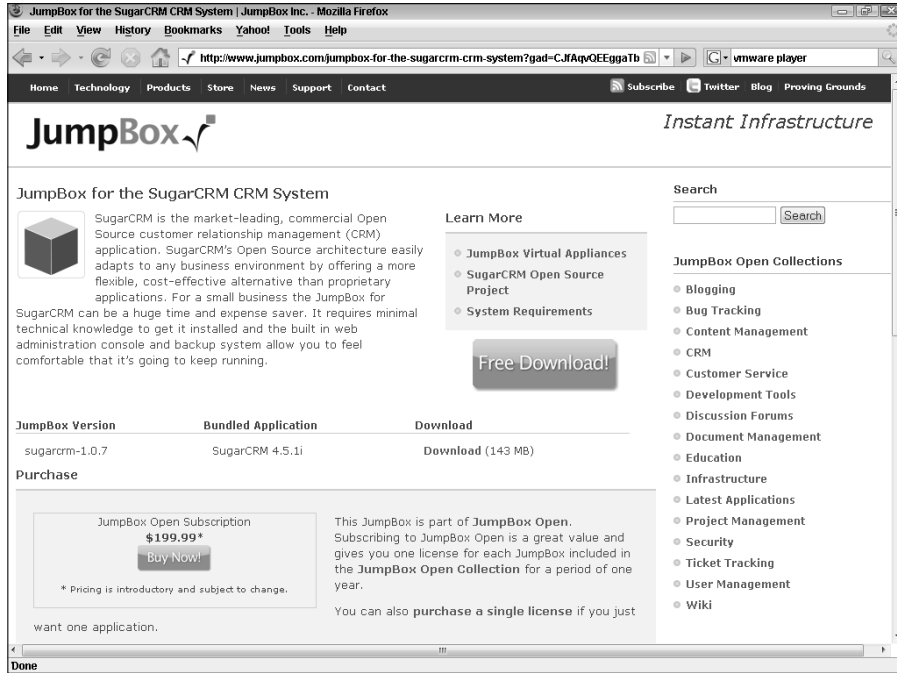 JumpBox for the SugarCRM CRM System | JumpBox Inc. - Mozilla Firefox
File Edit View History Bookmarks Yahoo! Tools Help
http://www.jumpbox.com/jumpbox-for-the-sugarcrm-crm-system?gad=CJfAqvQEEggaTb
G vmware player
Home Technology Products Store News Support Contact
Subscribe Twitter Blog Proving Grounds
JumpBox
Instant Infrastructure
JumpBox for the SugarCRM CRM System
SugarCRM is the market-leading, commercial Open
Source customer relationship management (CRM)
application. SugarCRM's Open Source architecture easily
adapts to any business environment by offering a more
flexible, cost-effective alternative than proprietary
applications. For a small business the JumpBox for
SugarCRM can be a huge time and expense saver. It requires minimal
technical knowledge to get it installed and the built in web
administration console and backup system allow you to feel
comfortable that it's going to keep running.
Learn More
JumpBox Virtual Appliances
SugarCRM Open Source
Project
System Requirements
Free Download!
JumpBox Version Bundled Application Download
sugarcrm-1.0.7 SugarCRM 4.5.1i Download (143 MB)
Purchase
JumpBox Open Subscription
$199.99*
Buy Now!
* Pricing is introductory and subject to change.
This JumpBox is part of JumpBox Open.
Subscribing to JumpBox Open is a great value and
gives you one license for each JumpBox included in
the JumpBox Open Collection for a period of one
year.
You can also purchase a single license if you just
want one application.
Search
Search
JumpBox Open Collections
Blogging
Bug Tracking
Content Management
CRM
Customer Service
Development Tools
Discussion Forums
Document Management
Education
Infrastructure
Latest Applications
Project Management
Security
Ticket Tracking
User Management
Wiki
Done